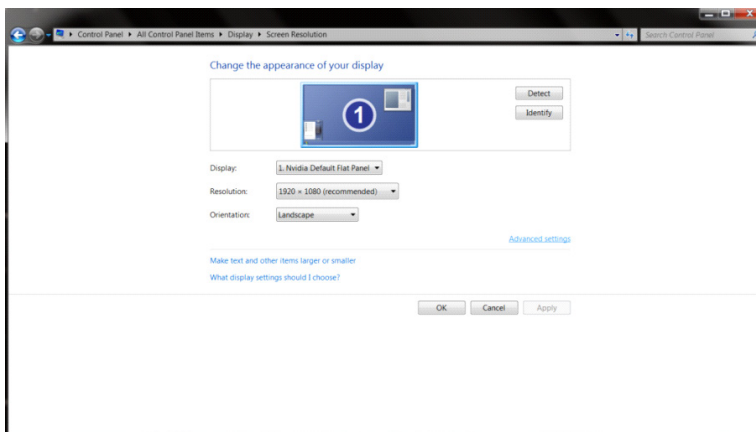 Control Panel ▸ All Control Panel Items ▸ Display ▸ Screen Resolution
Search Control Panel
Change the appearance of your display
1
Detect
Identify
Display: 1. Nvidia Default Flat Panel
Resolution: 1920 × 1080 (recommended)
Orientation: Landscape
Advanced settings
Make text and other items larger or smaller
What display settings should I choose?
OK Cancel Apply